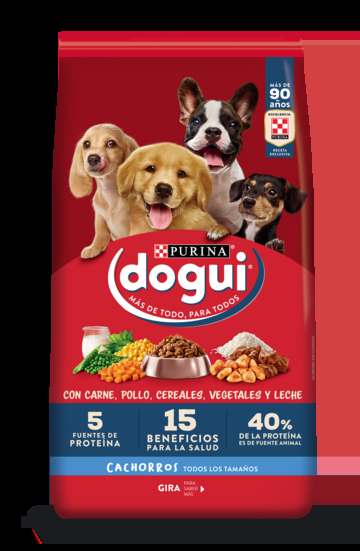 MÁS DE
90
años
EXCELENCIA
PURINA
RECETA
EXCLUSIVA
PURINA®
dogui®
MÁS DE TODO, PARA TODOS
CON CARNE, POLLO, CEREALES, VEGETALES Y LECHE
5
FUENTES DE
PROTEÍNA
15
BENEFICIOS
PARA LA SALUD
40%
DE LA PROTEÍNA
ES DE FUENTE ANIMAL
CACHORROS TODOS LOS TAMAÑOS
GIRA PARA
SABER
MÁS